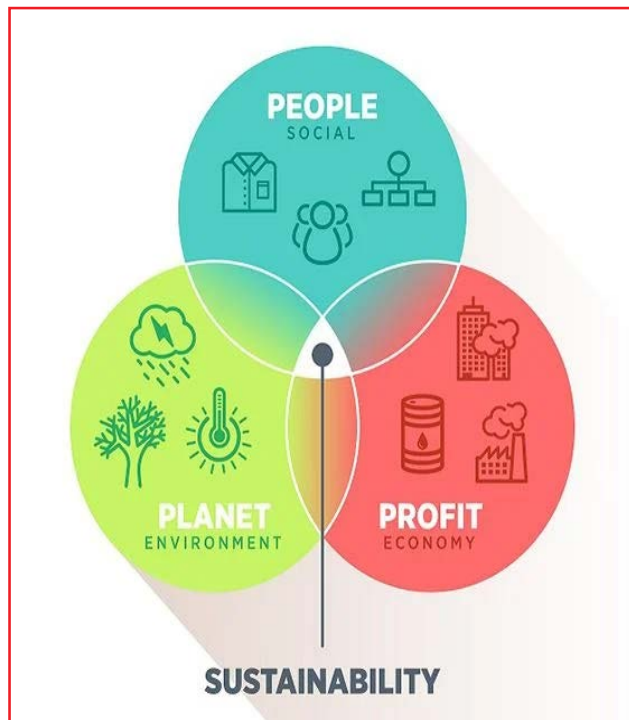 PEOPLE
SOCIAL
PLANET
ENVIRONMENT
PROFIT
ECONOMY
SUSTAINABILITY